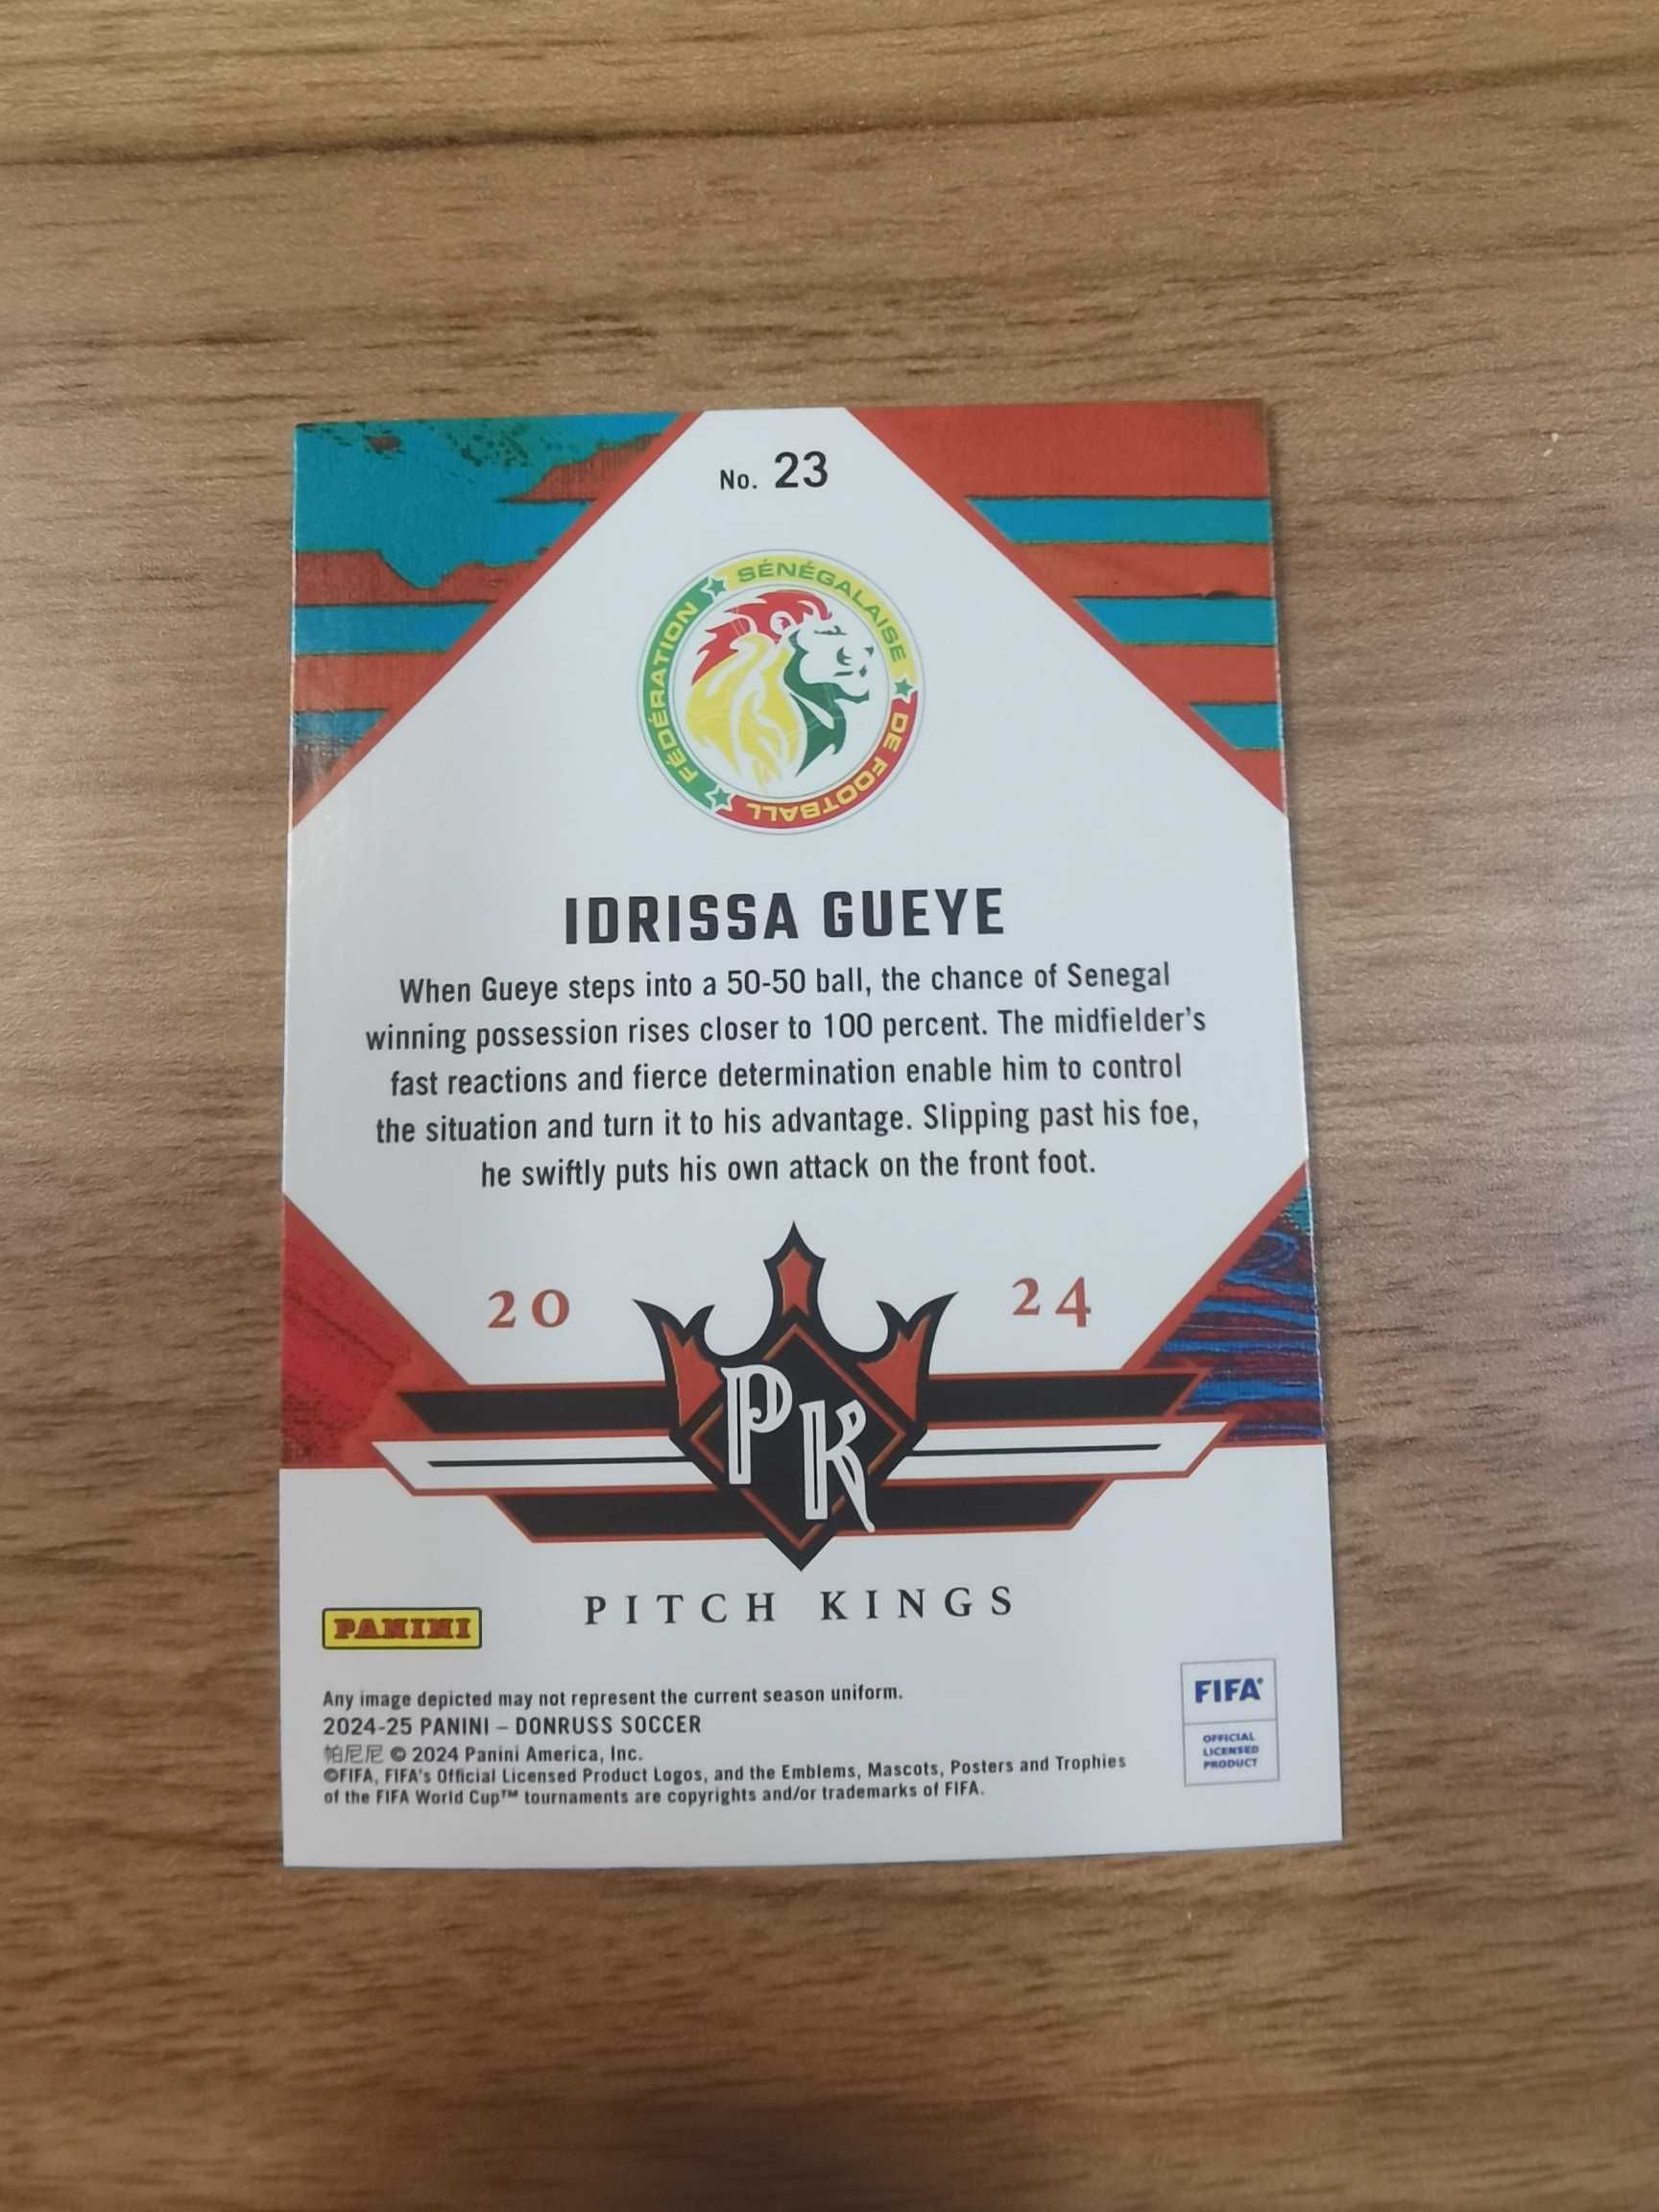 No. 23
FÉDÉRATION SÉNÉGALAISE DE FOOTBALL
IDRISSA GUEYE
When Gueye steps into a 50-50 ball, the chance of Senegal
winning possession rises closer to 100 percent. The midfielder's
fast reactions and fierce determination enable him to control
the situation and turn it to his advantage. Slipping past his foe,
he swiftly puts his own attack on the front foot.
20 24
PK
PITCH KINGS
PANINI
Any image depicted may not represent the current season uniform.
2024-25 PANINI – DONRUSS SOCCER
帕尼尼 © 2024 Panini America, Inc.
©FIFA, FIFA's Official Licensed Product Logos, and the Emblems, Mascots, Posters and Trophies
of the FIFA World Cup™ tournaments are copyrights and/or trademarks of FIFA.
FIFA®
OFFICIAL
LICENSED
PRODUCT